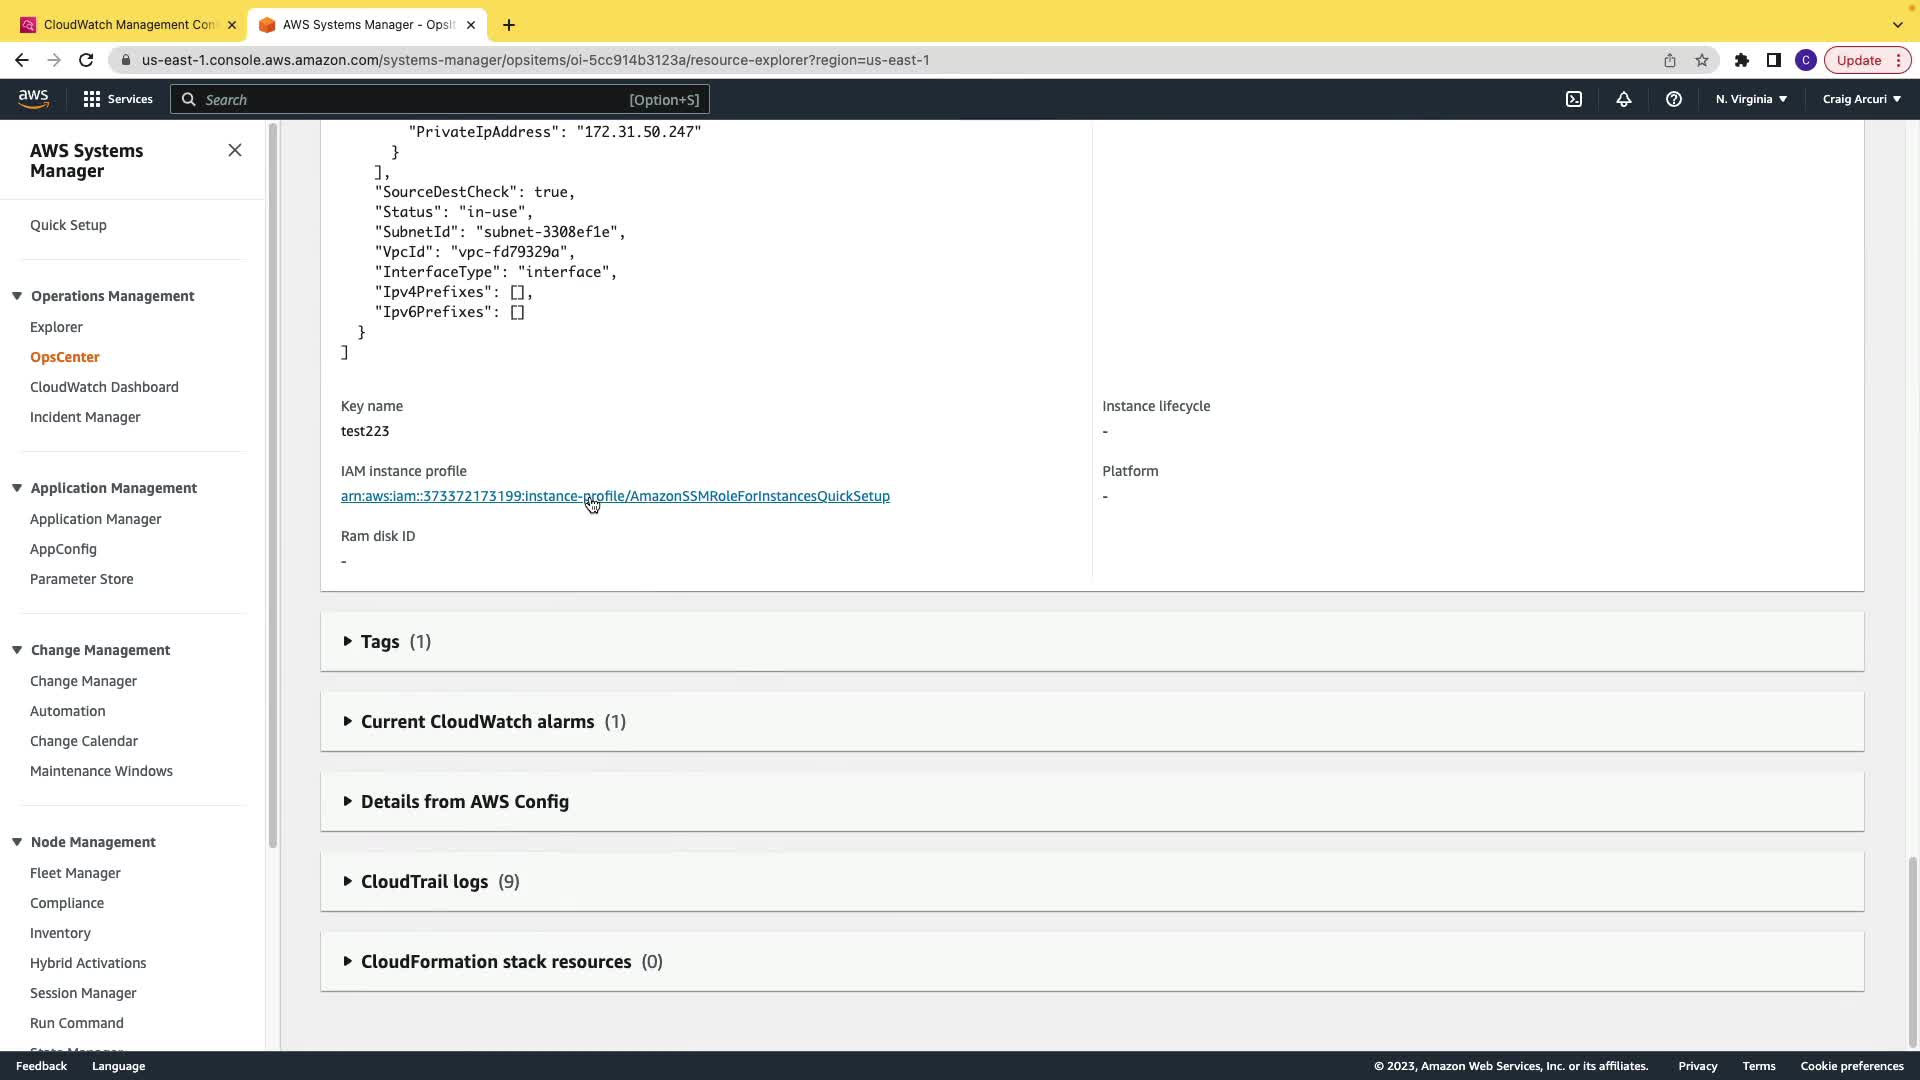 CloudWatch Management Con
AWS Systems Manager - OpsIt
us-east-1.console.aws.amazon.com/systems-manager/opsitems/oi-5cc914b3123a/resource-explorer?region=us-east-1
C
Update
aws
Services
Search
[Option+S]
N. Virginia
Craig Arcuri
AWS Systems
Manager
Quick Setup
Operations Management
Explorer
OpsCenter
CloudWatch Dashboard
Incident Manager
Application Management
Application Manager
AppConfig
Parameter Store
Change Management
Change Manager
Automation
Change Calendar
Maintenance Windows
Node Management
Fleet Manager
Compliance
Inventory
Hybrid Activations
Session Manager
Run Command
State Manager
"PrivateIpAddress": "172.31.50.247"
}
],
"SourceDestCheck": true,
"Status": "in-use",
"SubnetId": "subnet-3308ef1e",
"VpcId": "vpc-fd79329a",
"InterfaceType": "interface",
"Ipv4Prefixes": [],
"Ipv6Prefixes": []
}
]
Key name
test223
Instance lifecycle
-
IAM instance profile
arn:aws:iam::373372173199:instance-profile/AmazonSSMRoleForInstancesQuickSetup
Platform
-
Ram disk ID
-
Tags (1)
Current CloudWatch alarms (1)
Details from AWS Config
CloudTrail logs (9)
CloudFormation stack resources (0)
Feedback
Language
© 2023, Amazon Web Services, Inc. or its affiliates.
Privacy
Terms
Cookie preferences